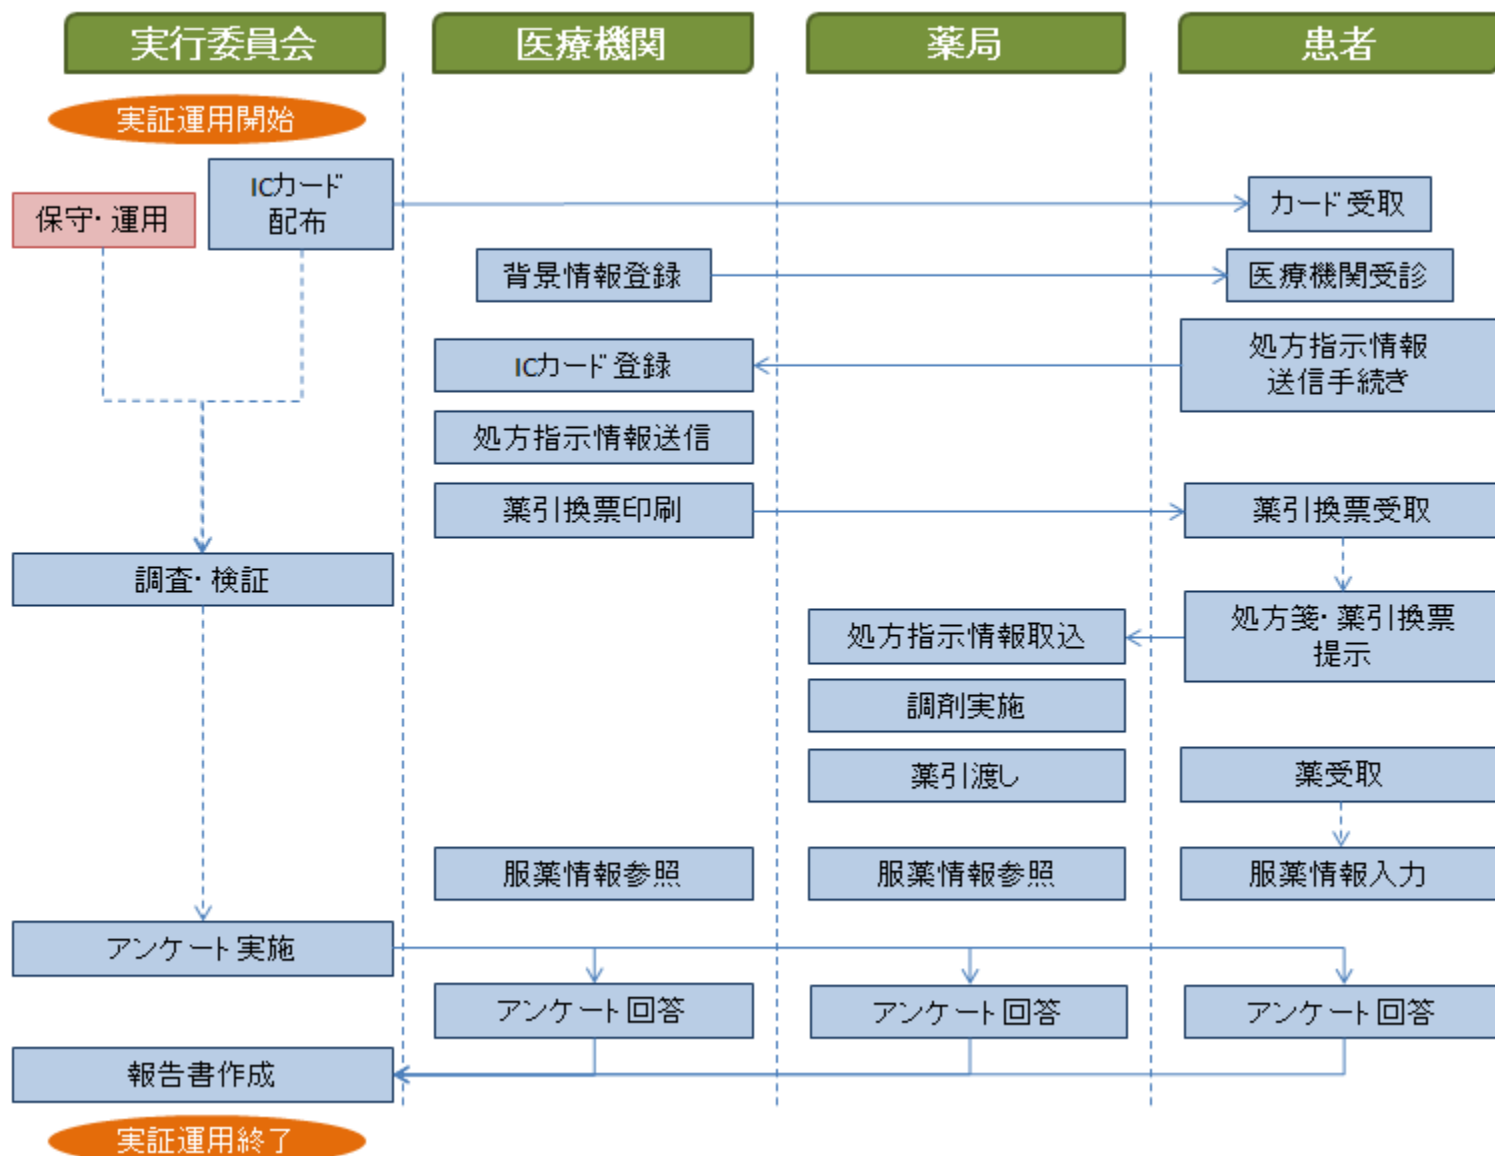 実行委員会
医療機関
薬局
患者
実証運用開始
保守・運用
ICカード
配布
カード受取
背景情報登録
医療機関受診
ICカード登録
処方指示情報
送信手続き
処方指示情報送信
薬引換票印刷
薬引換票受取
調査・検証
処方指示情報取込
処方箋・薬引換票
提示
調剤実施
薬引渡し
薬受取
服薬情報参照
服薬情報参照
服薬情報入力
アンケート実施
アンケート回答
アンケート回答
アンケート回答
報告書作成
実証運用終了